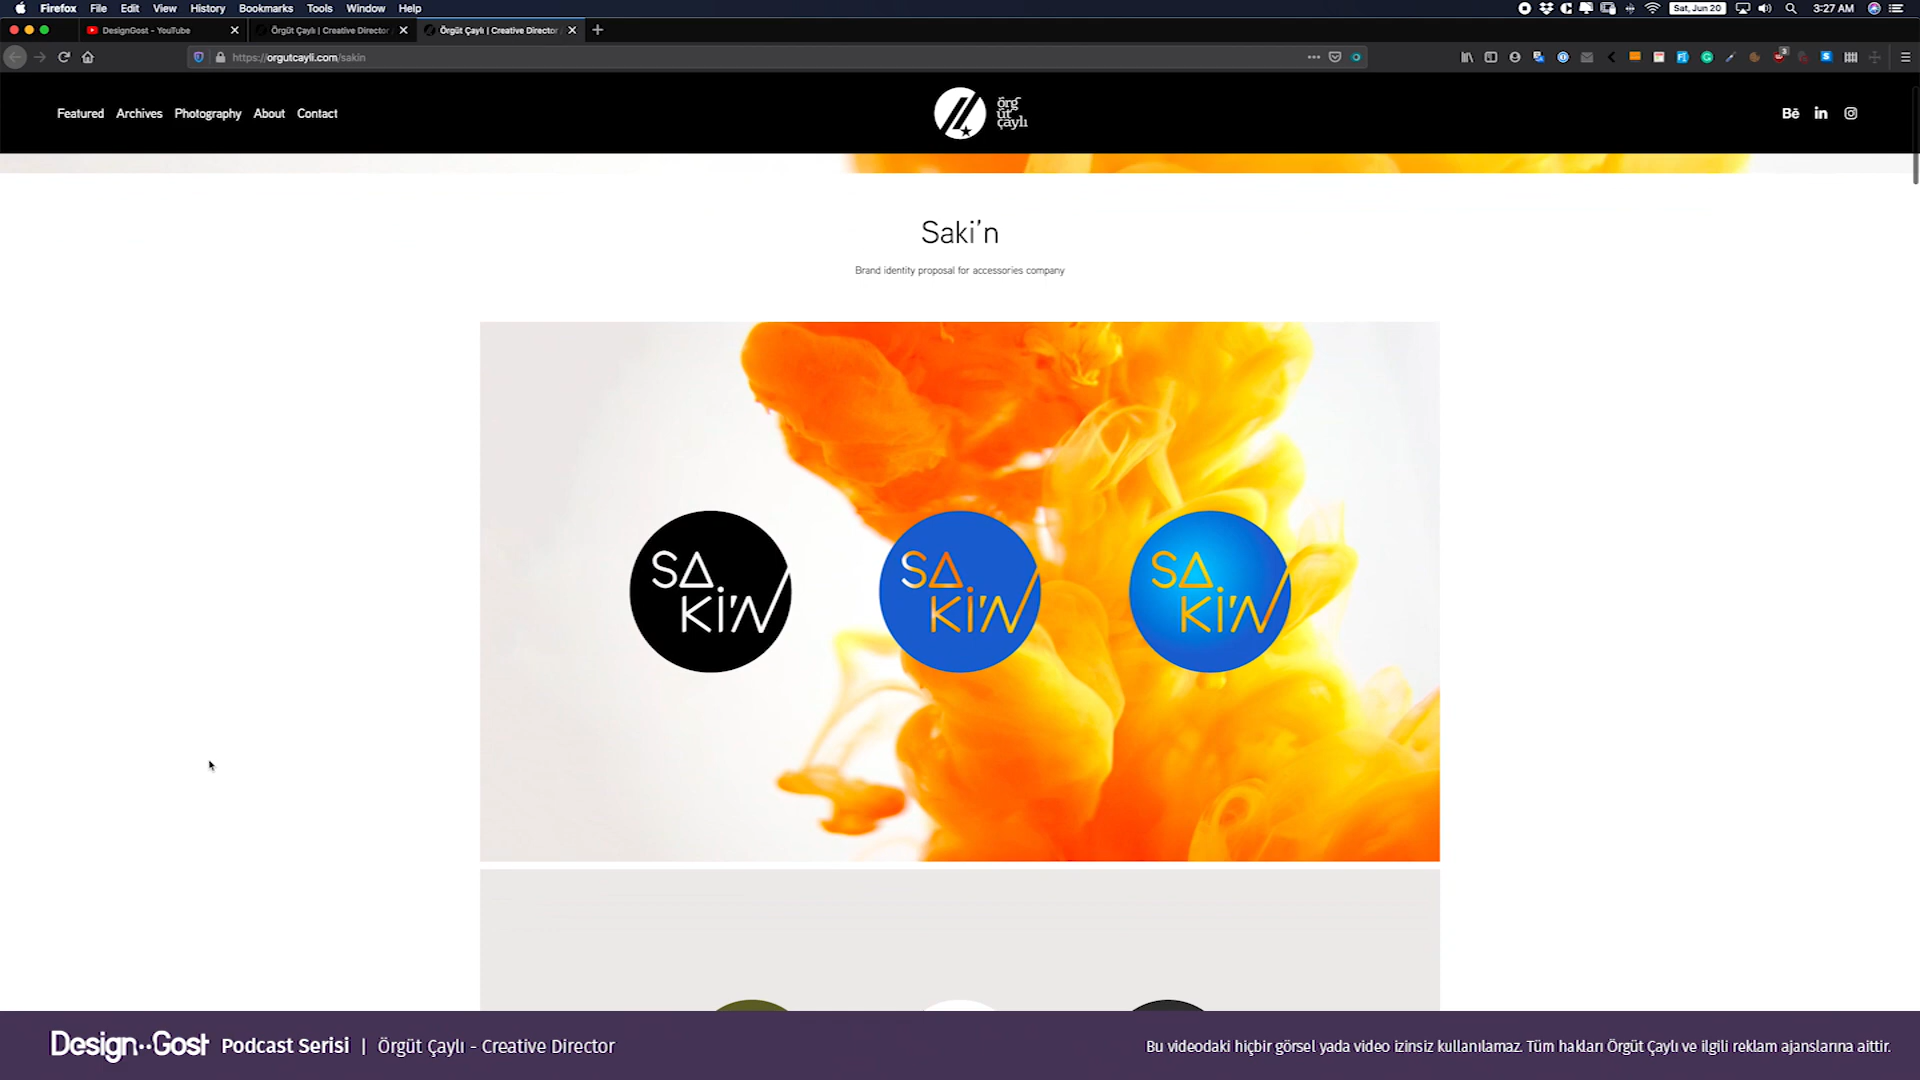 Firefox File Edit View History Bookmarks Tools Window Help
Sat, Jun 20
3:27 AM
DesignGost - YouTube
Örgüt Çaylı | Creative Director
Örgüt Çaylı | Creative Director
https://orgutcayli.com/sakin
3
Featured Archives Photography About Contact
örg
üt
çaylı
Bē in
Saki'n
Brand identity proposal for accessories company
SA
Ki'N
SA
Ki'N
SA
Ki'N
Design··Gost Podcast Serisi | Örgüt Çaylı - Creative Director
Bu videodaki hiçbir görsel yada video izinsiz kullanılamaz. Tüm hakları Örgüt Çaylı ve ilgili reklam ajanslarına aittir.